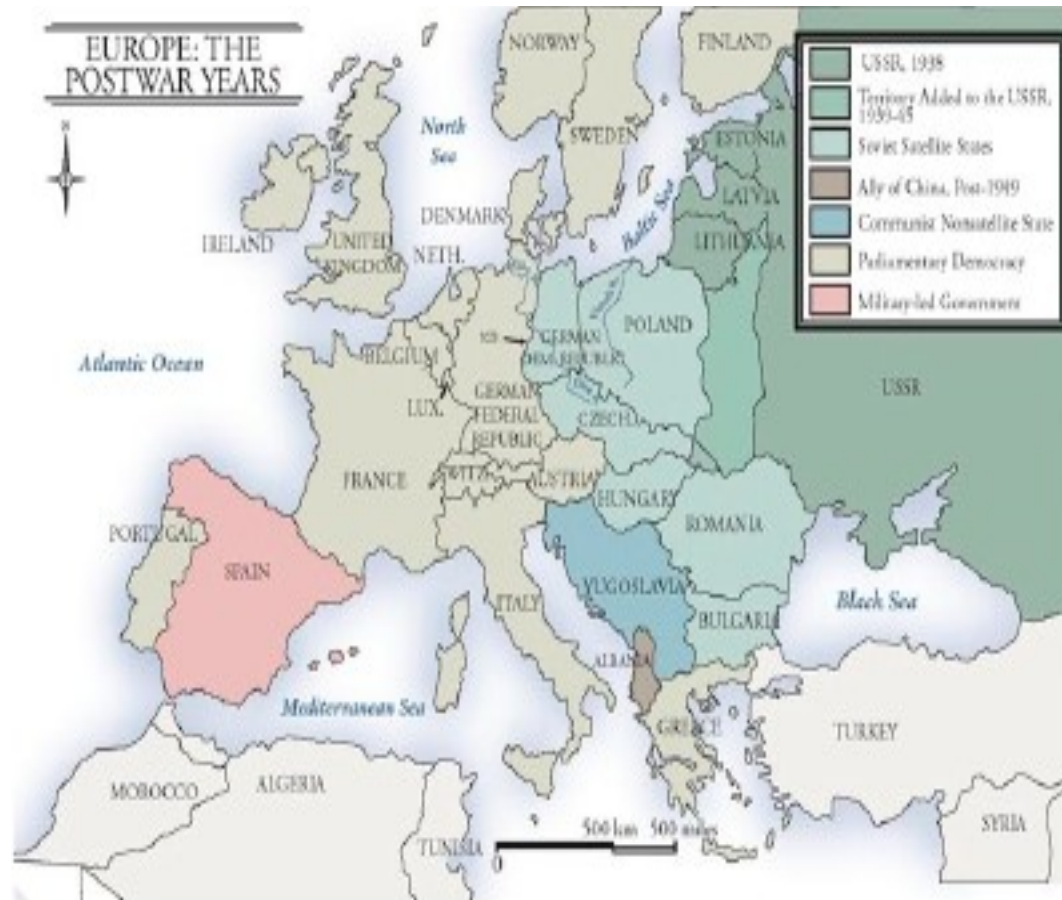 EUROPE: THE
POSTWAR YEARS
N
USSR, 1938
Territory Added to the USSR,
1939-45
Soviet Satellite States
Ally of China, Post-1949
Communist Nonsatellite State
Parliamentary Democracy
Military-led Government
NORWAY
FINLAND
SWEDEN
North
Sea
ESTONIA
LATVIA
Baltic Sea
LITHUANIA
DENMARK
IRELAND
UNITED
KINGDOM
NETH.
POLAND
GERMAN
DEM. REPUBLIC
BELGIUM
Atlantic Ocean
LUX.
GERMAN
FEDERAL
REPUBLIC
CZECH.
USSR
FRANCE
SWITZ.
AUSTRIA
HUNGARY
ROMANIA
PORTUGAL
SPAIN
ITALY
YUGOSLAVIA
Black Sea
BULGARIA
ALBANIA
Mediterranean Sea
GREECE
TURKEY
MOROCCO
ALGERIA
TUNISIA
SYRIA
500 km 500 miles
0